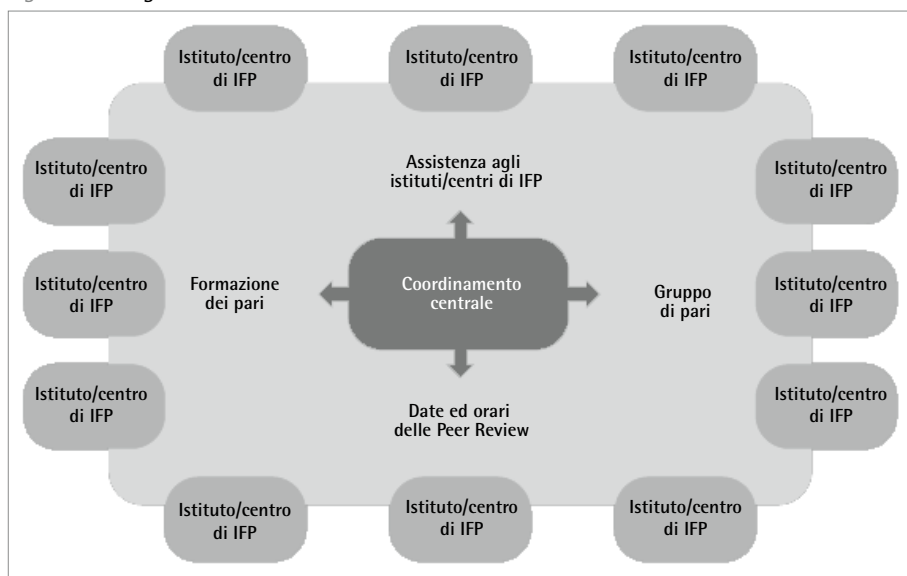 Istituto/centro
di IFP
Istituto/centro
di IFP
Istituto/centro
di IFP
Istituto/centro
di IFP
Assistenza agli
istituti/centri di IFP
Istituto/centro
di IFP
Istituto/centro
di IFP
Formazione
dei pari
Coordinamento
centrale
Gruppo
di pari
Istituto/centro
di IFP
Istituto/centro
di IFP
Date ed orari
delle Peer Review
Istituto/centro
di IFP
Istituto/centro
di IFP
Istituto/centro
di IFP
Istituto/centro
di IFP